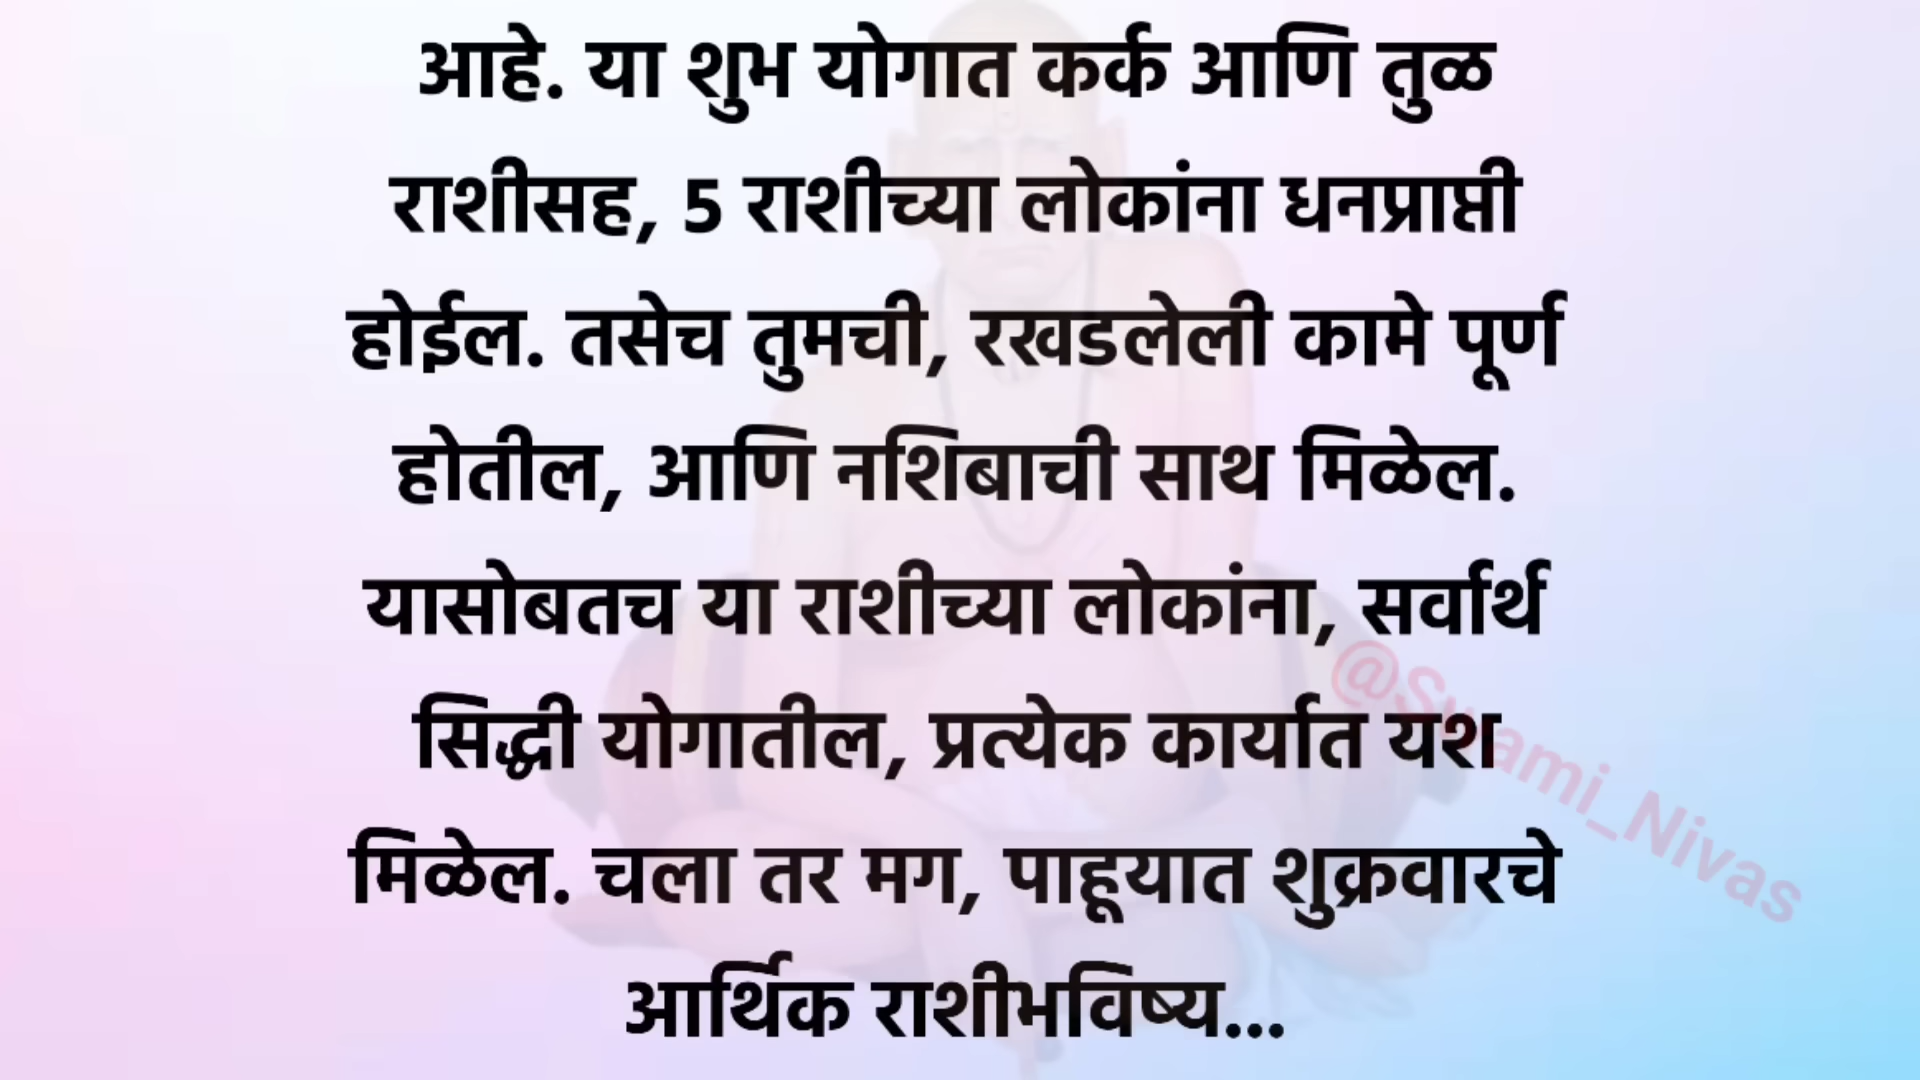 आहे. या शुभ योगात कर्क आणि तुळ
राशीसह, 5 राशीच्या लोकांना धनप्राप्ती
होईल. तसेच तुमची, रखडलेली कामे पूर्ण
होतील, आणि नशिबाची साथ मिळेल.
यासोबतच या राशीच्या लोकांना, सर्वार्थ
सिद्धी योगातील, प्रत्येक कार्यात यश
मिळेल. चला तर मग, पाहूयात शुक्रवारचे
आर्थिक राशीभविष्य...
@Swami_Nivas